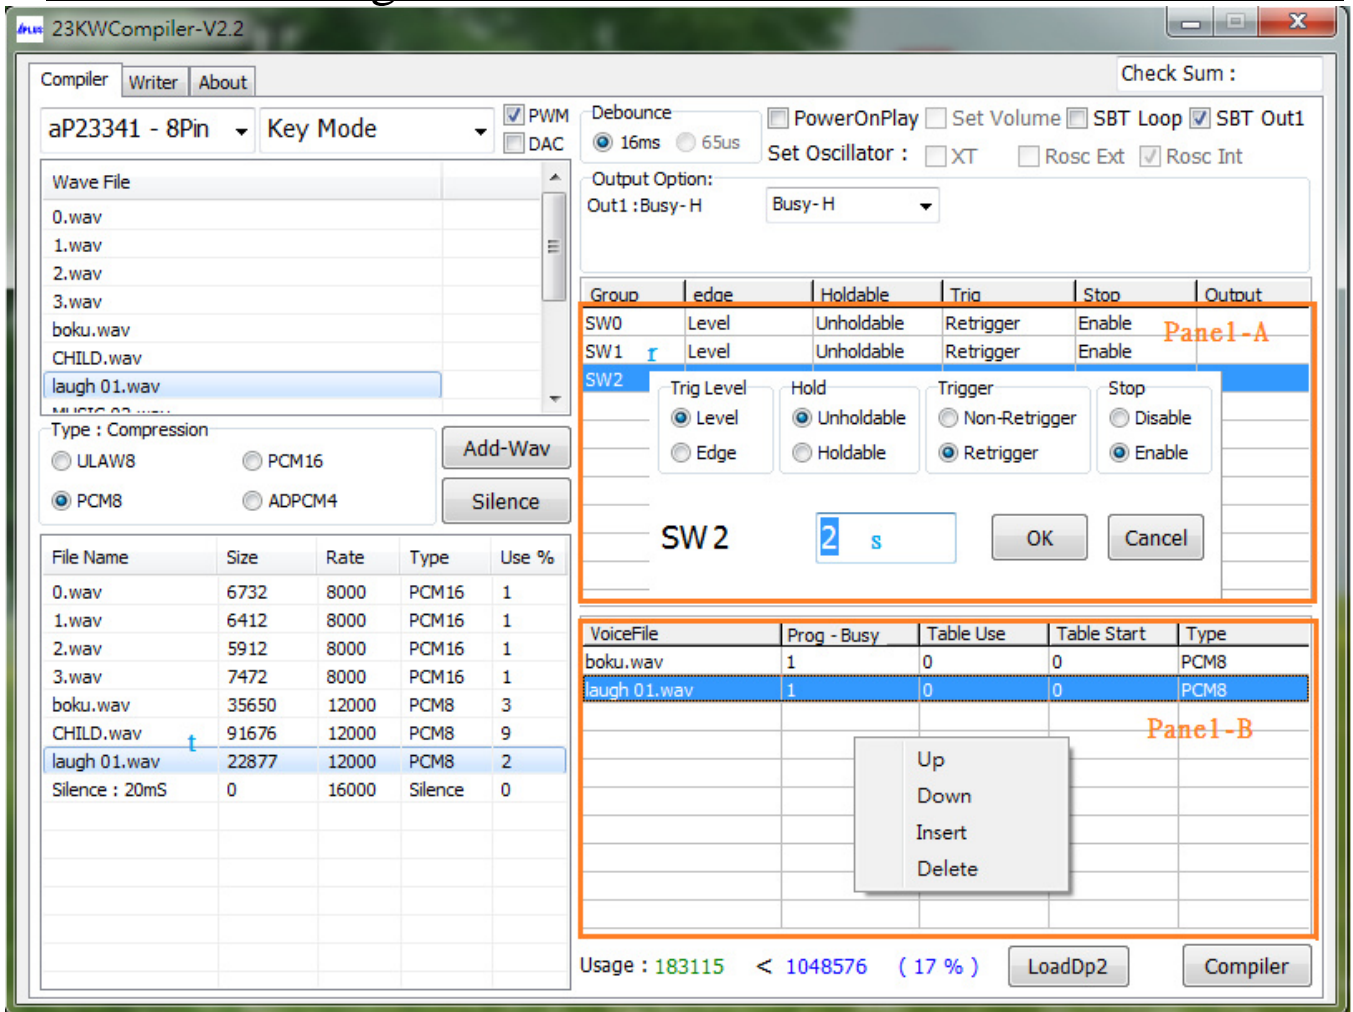 APLUS 23KWCompiler-V2.2
Compiler Writer About Check Sum :
aP23341 - 8Pin Key Mode PWM DAC
Debounce
16ms 65us
PowerOnPlay Set Volume SBT Loop SBT Out1
Set Oscillator : XT Rosc Ext Rosc Int
Output Option:
Out1 :Busy- H Busy- H
Wave File
0.wav
1.wav
2.wav
3.wav
boku.wav
CHILD.wav
laugh 01.wav
Type : Compression
ULAW8 PCM16
PCM8 ADPCM4
Add-Wav
Silence
Group edge Holdable Trig Stop Output
SW0 Level Unholdable Retrigger Enable
Panel-A
SW1 r Level Unholdable Retrigger Enable
SW2
Trig Level Hold Trigger Stop
Level Unholdable Non-Retrigger Disable
Edge Holdable Retrigger Enable
SW 2 2 s OK Cancel
File Name Size Rate Type Use %
0.wav 6732 8000 PCM16 1
1.wav 6412 8000 PCM16 1
2.wav 5912 8000 PCM16 1
3.wav 7472 8000 PCM16 1
boku.wav 35650 12000 PCM8 3
CHILD.wav 91676 12000 PCM8 9
t
laugh 01.wav 22877 12000 PCM8 2
Silence : 20mS 0 16000 Silence 0
VoiceFile Prog - Busy Table Use Table Start Type
boku.wav 1 0 0 PCM8
laugh 01.wav 1 0 0 PCM8
Panel-B
Up
Down
Insert
Delete
Usage : 183115 < 1048576 ( 17 % ) LoadDp2 Compiler